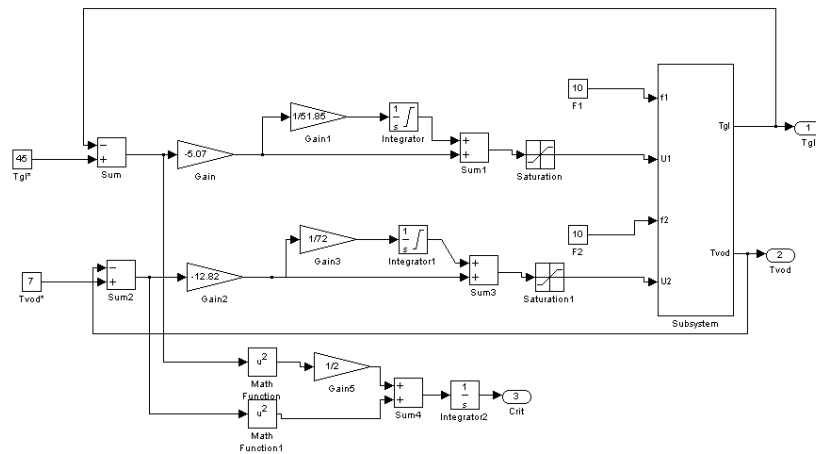 10
F1
f1
Tgl
1
Tgl
1/51.85
Gain1
1
s
Integrator
−
+
Sum
45
Tgl*
-5.07
Gain
+
+
Sum1
Saturation
U1
f2
10
F2
1/72
Gain3
1
s
Integrator1
−
+
Sum2
7
Tvod*
-12.82
Gain2
+
+
Sum3
Saturation1
U2
Tvod
2
Tvod
Subsystem
u2
Math
Function
1/2
Gain5
+
+
Sum4
1
s
Integrator2
3
Crit
u2
Math
Function1